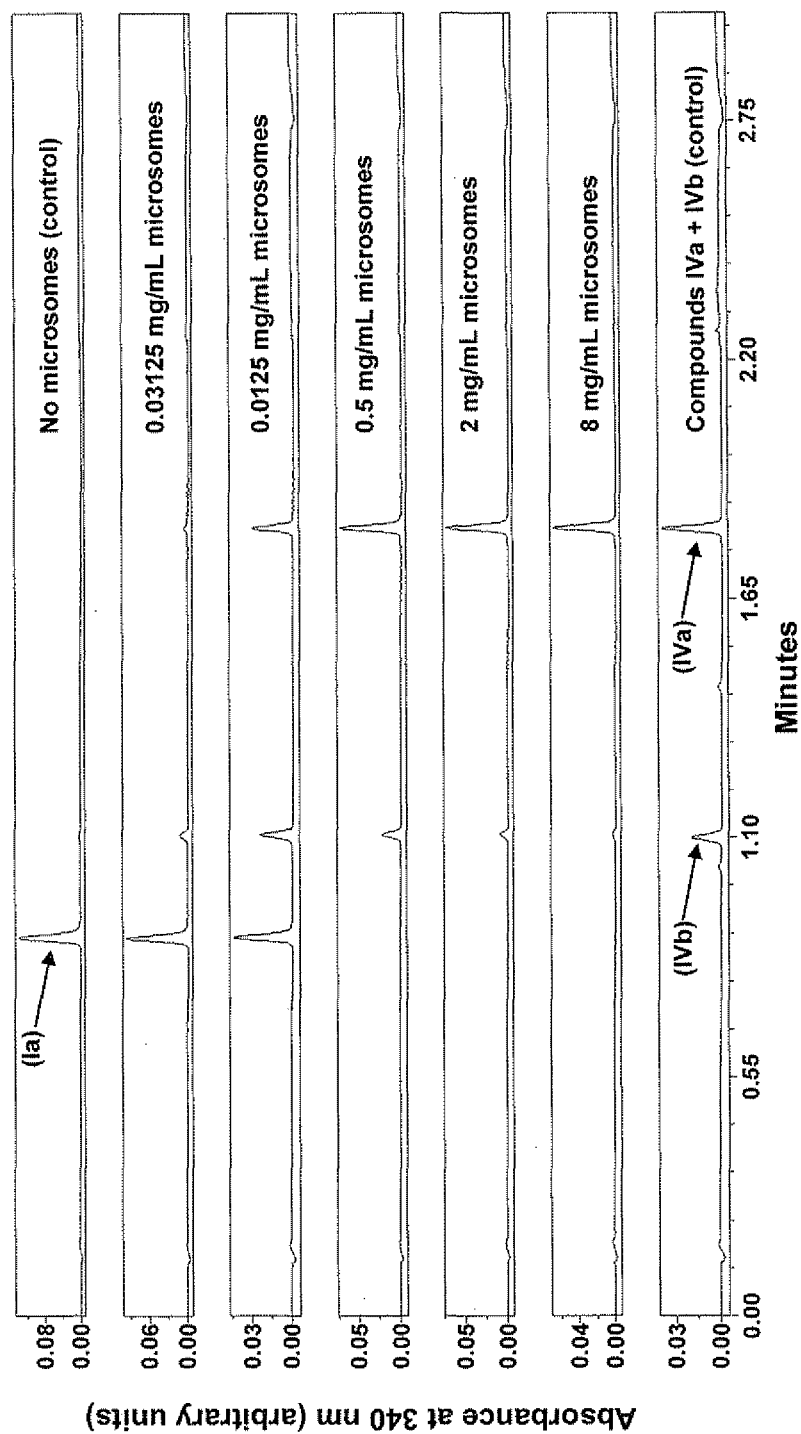 No microsomes (control)
(Ia)
0.08
0.00
0.03125 mg/mL microsomes
0.06
0.00
0.0125 mg/mL microsomes
0.03
0.00
0.5 mg/mL microsomes
0.05
0.00
2 mg/mL microsomes
0.05
0.00
8 mg/mL microsomes
0.04
0.00
Compounds IVa + IVb (control)
(IVb)
(IVa)
0.03
0.00
0.00
0.55
1.10
1.65
2.20
2.75
Minutes
Absorbance at 340 nm (arbitrary units)